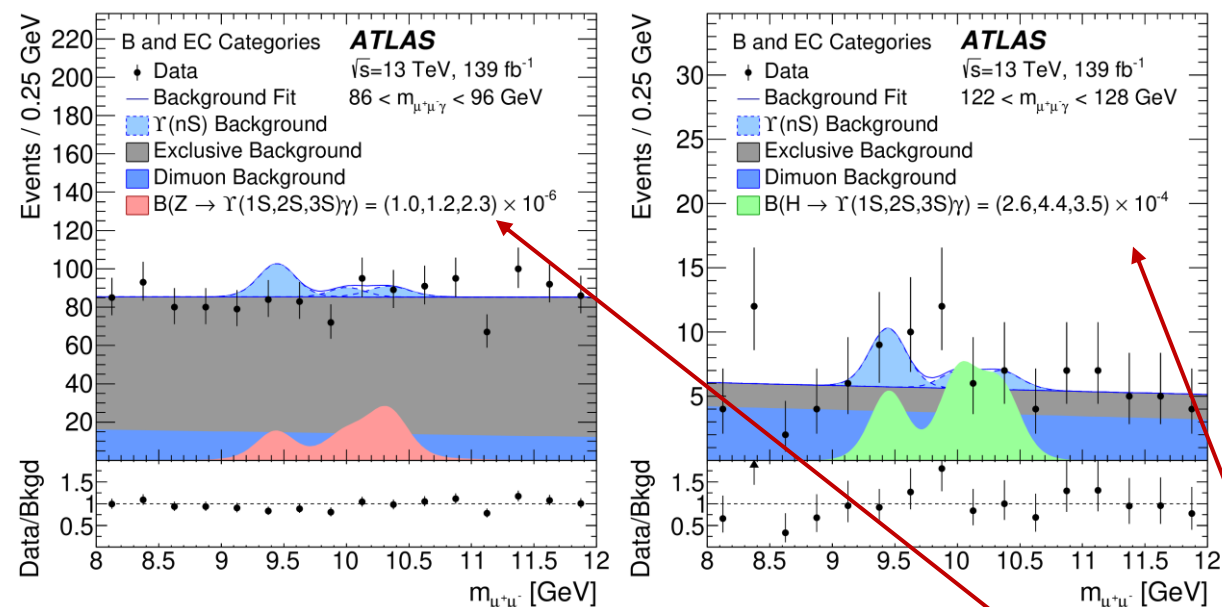 Events / 0.25 GeV
220
200
180
160
140
120
100
80
60
40
20
B and EC Categories ATLAS
Data √s=13 TeV, 139 fb⁻¹
Background Fit 86 < m_μ⁺μ⁻γ < 96 GeV
ϒ(nS) Background
Exclusive Background
Dimuon Background
B(Z → ϒ(1S,2S,3S)γ) = (1.0,1.2,2.3) × 10⁻⁶
Data/Bkgd
1.5
1
0.5
8 8.5 9 9.5 10 10.5 11 11.5 12
m_μ⁺μ⁻ [GeV]
Events / 0.25 GeV
30
25
20
15
10
5
B and EC Categories ATLAS
Data √s=13 TeV, 139 fb⁻¹
Background Fit 122 < m_μ⁺μ⁻γ < 128 GeV
ϒ(nS) Background
Exclusive Background
Dimuon Background
B(H → ϒ(1S,2S,3S)γ) = (2.6,4.4,3.5) × 10⁻⁴
Data/Bkgd
1.5
1
0.5
8 8.5 9 9.5 10 10.5 11 11.5 12
m_μ⁺μ⁻ [GeV]